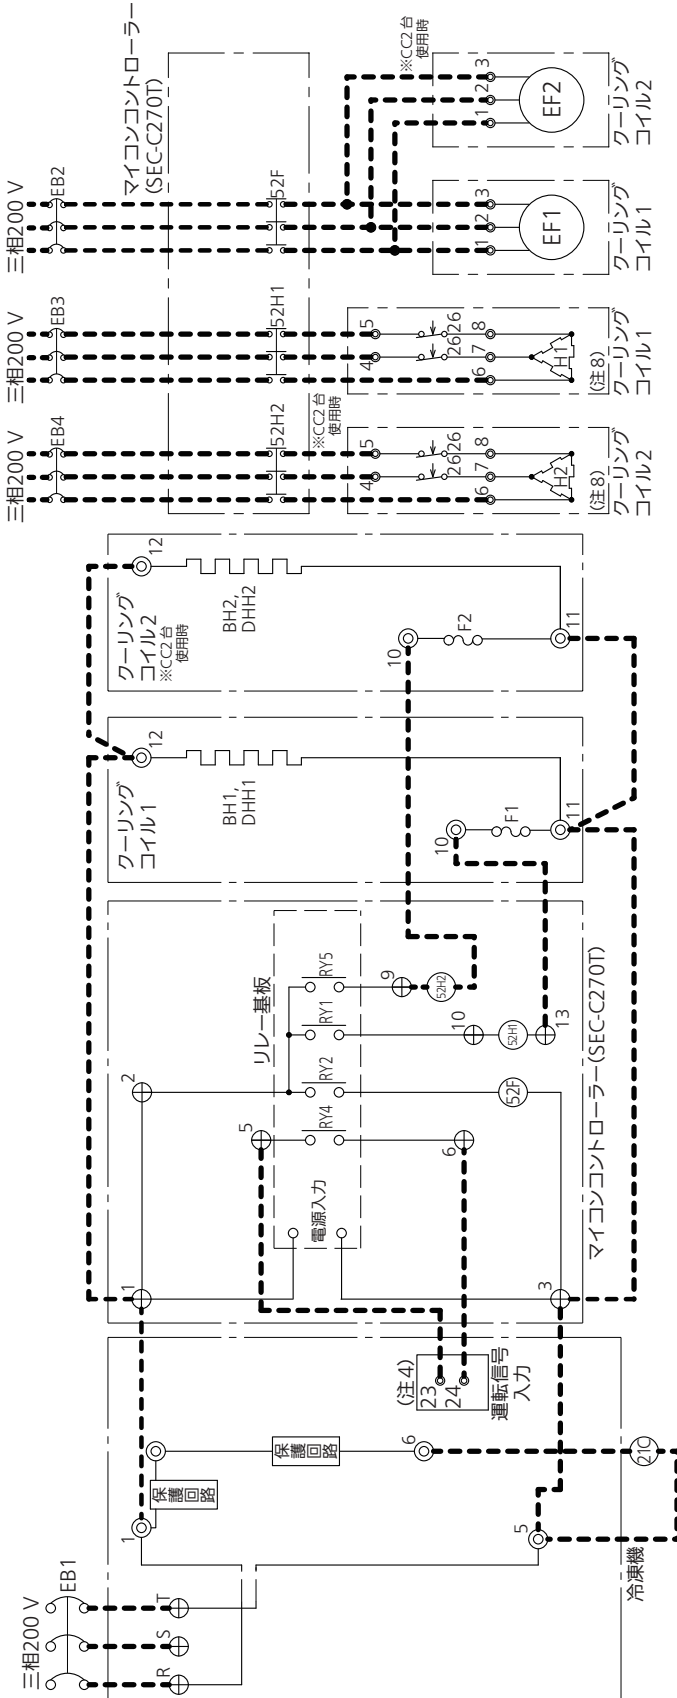 三相200 V
EB1
R
S
T
1
保護回路
保護回路
6
5
21C
冷凍機
(注4)
23
24
運転信号
入力
1
2
3
5
6
電源入力
リレー基板
RY4
RY2
RY1
RY5
9
52H2
10
52H1
13
52F
マイコンコントローラー(SEC-C270T)
クーリング
コイル1
12
BH1,
DHH1
10
F1
11
クーリング
コイル2
※CC2台
使用時
12
BH2,
DHH2
10
F2
11
三相200 V
EB4
52H2
※CC2台
使用時
4
5
26
26
6
7
8
H2
(注8)
クーリング
コイル2
三相200 V
EB3
52H1
4
5
26
26
6
7
8
H1
(注8)
クーリング
コイル1
三相200 V
EB2
マイコンコントローラー
(SEC-C270T)
52F
1
2
3
EF1
クーリング
コイル1
※CC2台
使用時
1
2
3
EF2
クーリング
コイル2